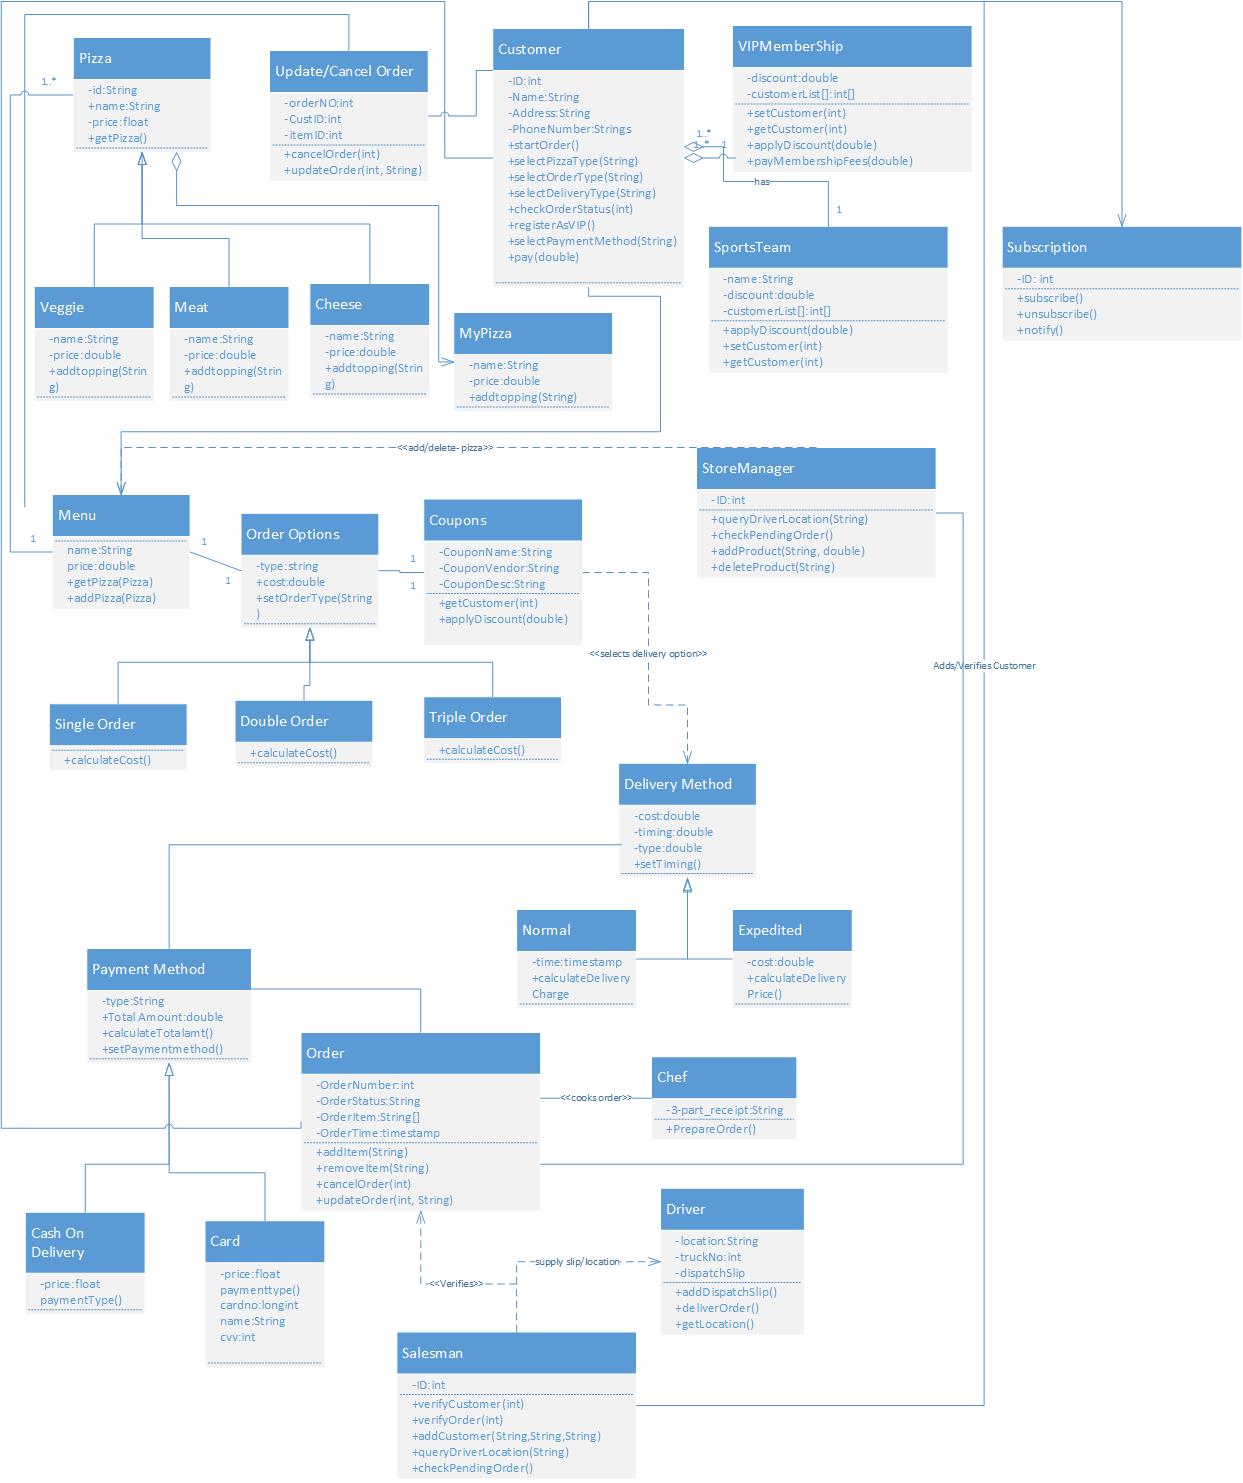 Pizza
-id:String
+name:String
-price:float
+getPizza()
1..*
Update/Cancel Order
-orderNO:int
-CustID:int
-itemID:int
+cancelOrder(int)
+updateOrder(int, String)
Customer
-ID:int
-Name:String
-Address:String
-PhoneNumber:Strings
+startOrder()
+selectPizzaType(String)
+selectOrderType(String)
+selectDeliveryType(String)
+checkOrderStatus(int)
+registerAsVIP()
+selectPaymentMethod(String)
+pay(double)
VIPMemberShip
-discount:double
-customerList[]:int[]
+setCustomer(int)
+getCustomer(int)
+applyDiscount(double)
+payMembershipFees(double)
1..*
1..*
1
has
1
SportsTeam
-name:String
-discount:double
-customerList[]:int[]
+applyDiscount(double)
+setCustomer(int)
+getCustomer(int)
Subscription
-ID: int
+subscribe()
+unsubscribe()
+notify()
Veggie
-name:String
-price:double
+addtopping(Strin
g)
Meat
-name:String
-price:double
+addtopping(Strin
g)
Cheese
-name:String
-price:double
+addtopping(Strin
g)
MyPizza
-name:String
-price:double
+addtopping(String)
<<add/delete- pizza>>
StoreManager
-ID:int
+queryDriverLocation(String)
+checkPendingOrder()
+addProduct(String, double)
+deleteProduct(String)
Menu
name:String
price:double
+getPizza(Pizza)
+addPizza(Pizza)
1
1
1
Order Options
-type:string
+cost:double
+setOrderType(String
)
1
1
Coupons
-CouponName:String
-CouponVendor:String
-CouponDesc:String
+getCustomer(int)
+applyDiscount(double)
<<selects delivery option>>
Adds/Verifies Customer
Single Order
+calculateCost()
Double Order
+calculateCost()
Triple Order
+calculateCost()
Delivery Method
-cost:double
-timing:double
-type:double
+setTiming()
Normal
-time:timestamp
+calculateDelivery
Charge
Expedited
-cost:double
+calculateDelivery
Price()
Payment Method
-type:String
+Total Amount:double
+calculateTotalamt()
+setPaymentmethod()
Order
-OrderNumber:int
-OrderStatus:String
-OrderItem:String[]
-OrderTime:timestamp
+addItem(String)
+removeItem(String)
+cancelOrder(int)
+updateOrder(int, String)
<<cooks order>>
Chef
-3-part_receipt:String
+PrepareOrder()
Cash On
Delivery
-price:float
paymentType()
Card
-price:float
paymenttype()
cardno:longint
name:String
cvv:int
Driver
-location:String
-truckNo:int
-dispatchSlip
+addDispatchSlip()
+deliverOrder()
+getLocation()
supply slip/location
<<Verifies>>
Salesman
-ID:int
+verifyCustomer(int)
+verifyOrder(int)
+addCustomer(String,String,String)
+queryDriverLocation(String)
+checkPendingOrder()